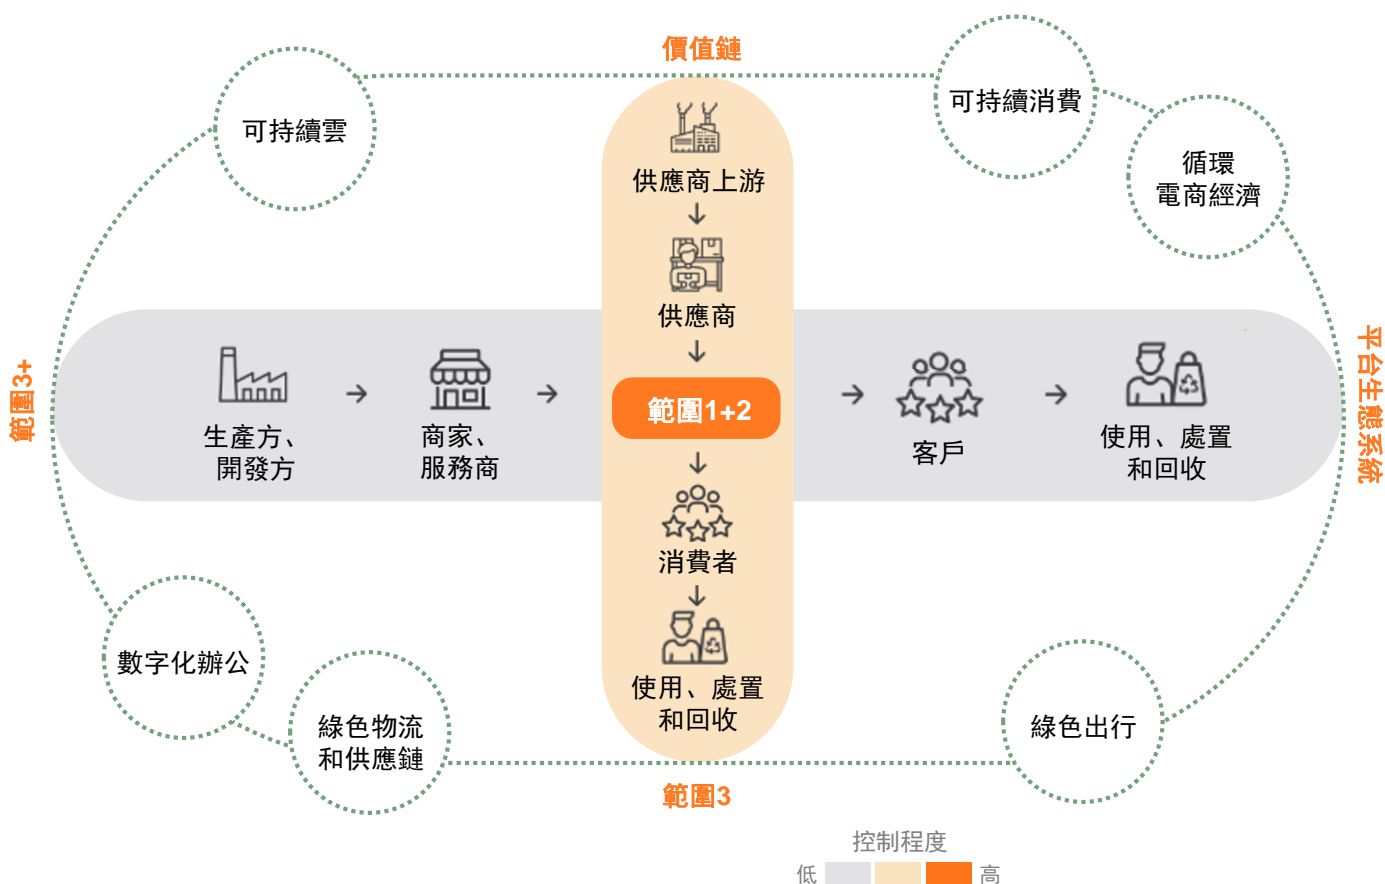 價值鏈
可持續雲
可持續消費
循環
電商經濟
供應商上游
供應商
範圍3+
平台生態系統
生產方、
開發方
商家、
服務商
範圍1+2
客戶
使用、處置
和回收
消費者
使用、處置
和回收
數字化辦公
綠色物流
和供應鏈
綠色出行
範圍3
控制程度
低
高